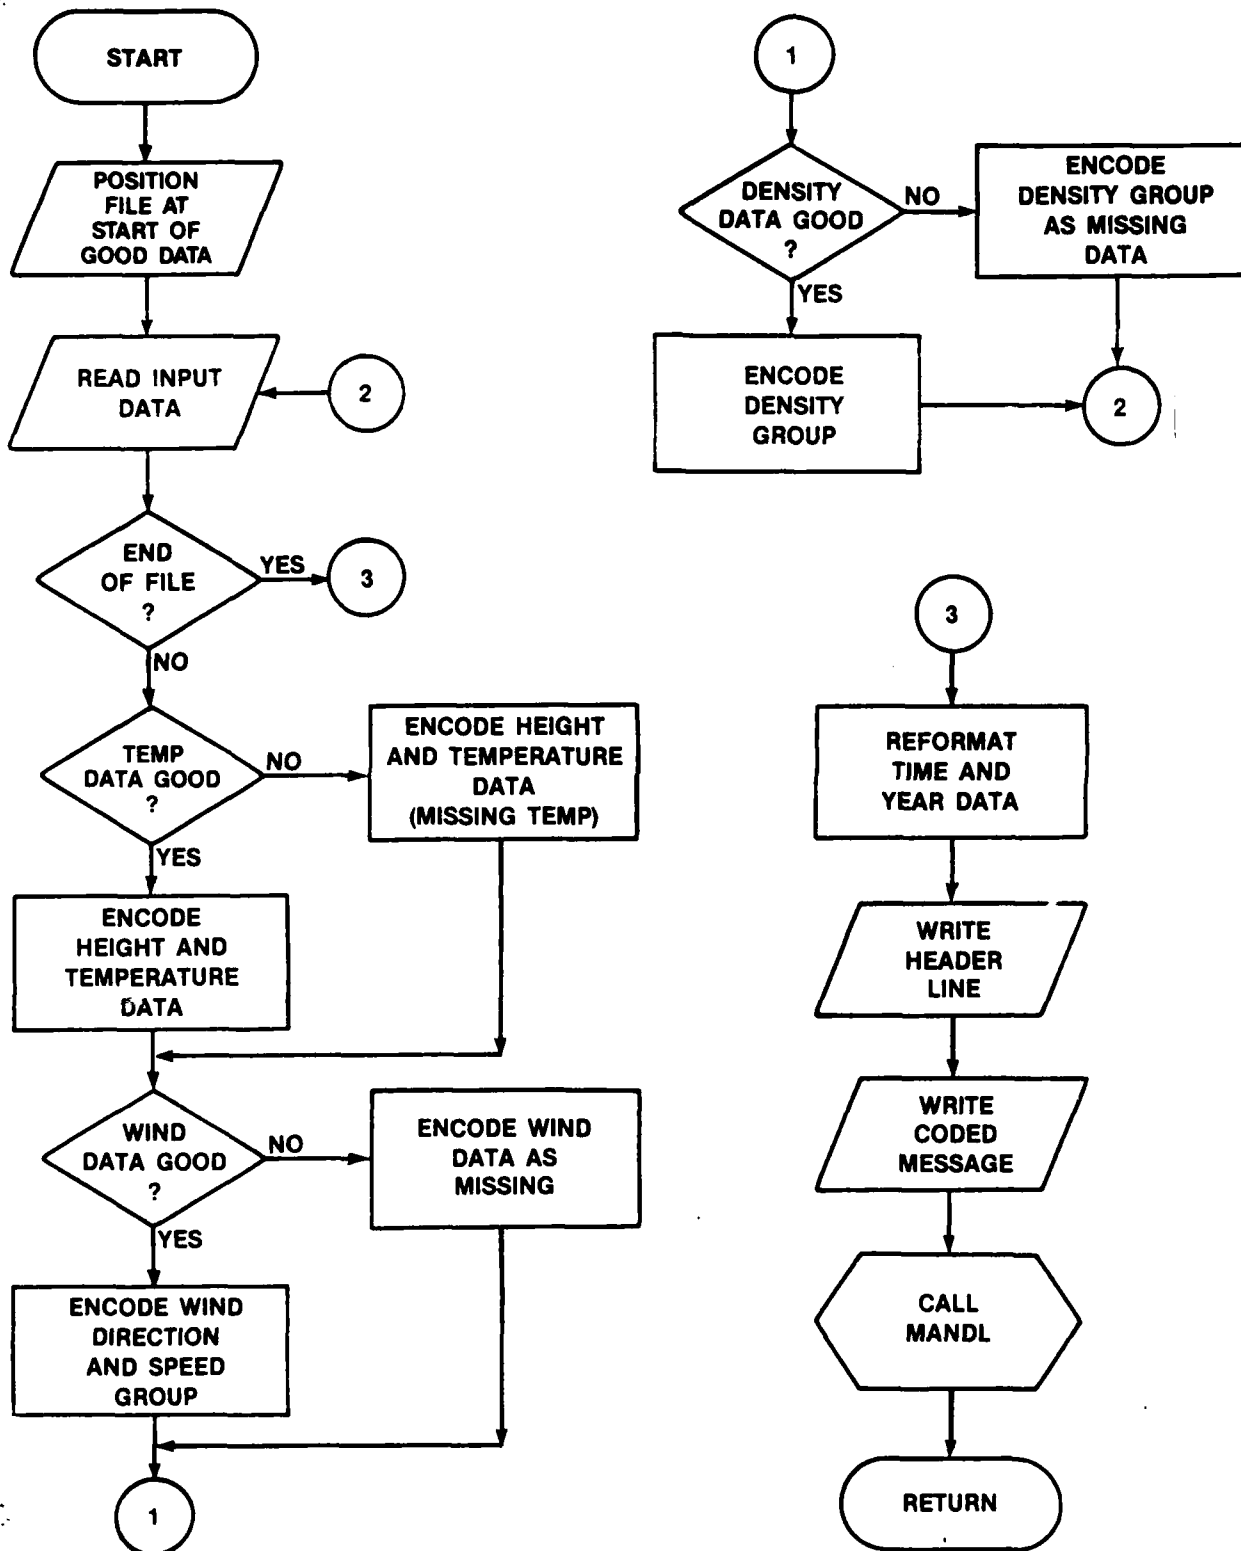 START
POSITION
FILE AT
START OF
GOOD DATA
READ INPUT
DATA
2
END
OF FILE
?
YES
3
NO
TEMP
DATA GOOD
?
NO
ENCODE HEIGHT
AND TEMPERATURE
DATA
(MISSING TEMP)
YES
ENCODE
HEIGHT AND
TEMPERATURE
DATA
WIND
DATA GOOD
?
NO
ENCODE WIND
DATA AS
MISSING
YES
ENCODE WIND
DIRECTION
AND SPEED
GROUP
1
1
DENSITY
DATA GOOD
?
NO
ENCODE
DENSITY GROUP
AS MISSING
DATA
YES
ENCODE
DENSITY
GROUP
2
3
REFORMAT
TIME AND
YEAR DATA
WRITE
HEADER
LINE
WRITE
CODED
MESSAGE
CALL
MANDL
RETURN